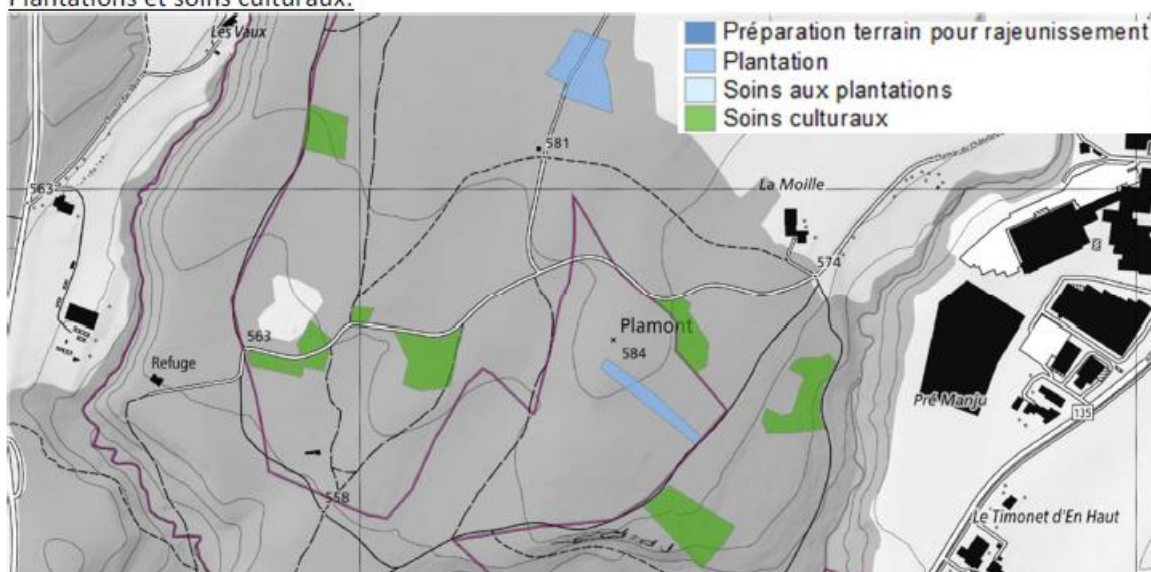 Plantations et soins culturaux:
Préparation terrain pour rajeunissement
Plantation
Soins aux plantations
Soins culturaux
Les Vaux
581
563
La Moille
574
Plamont
584
563
Refuge
Pré Manju
135
558
Le Timonet d'En Haut